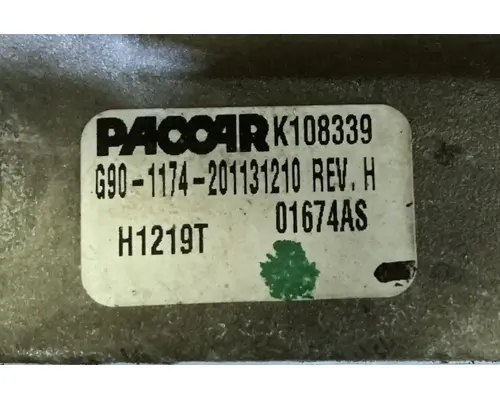 PACCAR K108339
G90-1174-201131210 REV. H
H1219T 01674AS